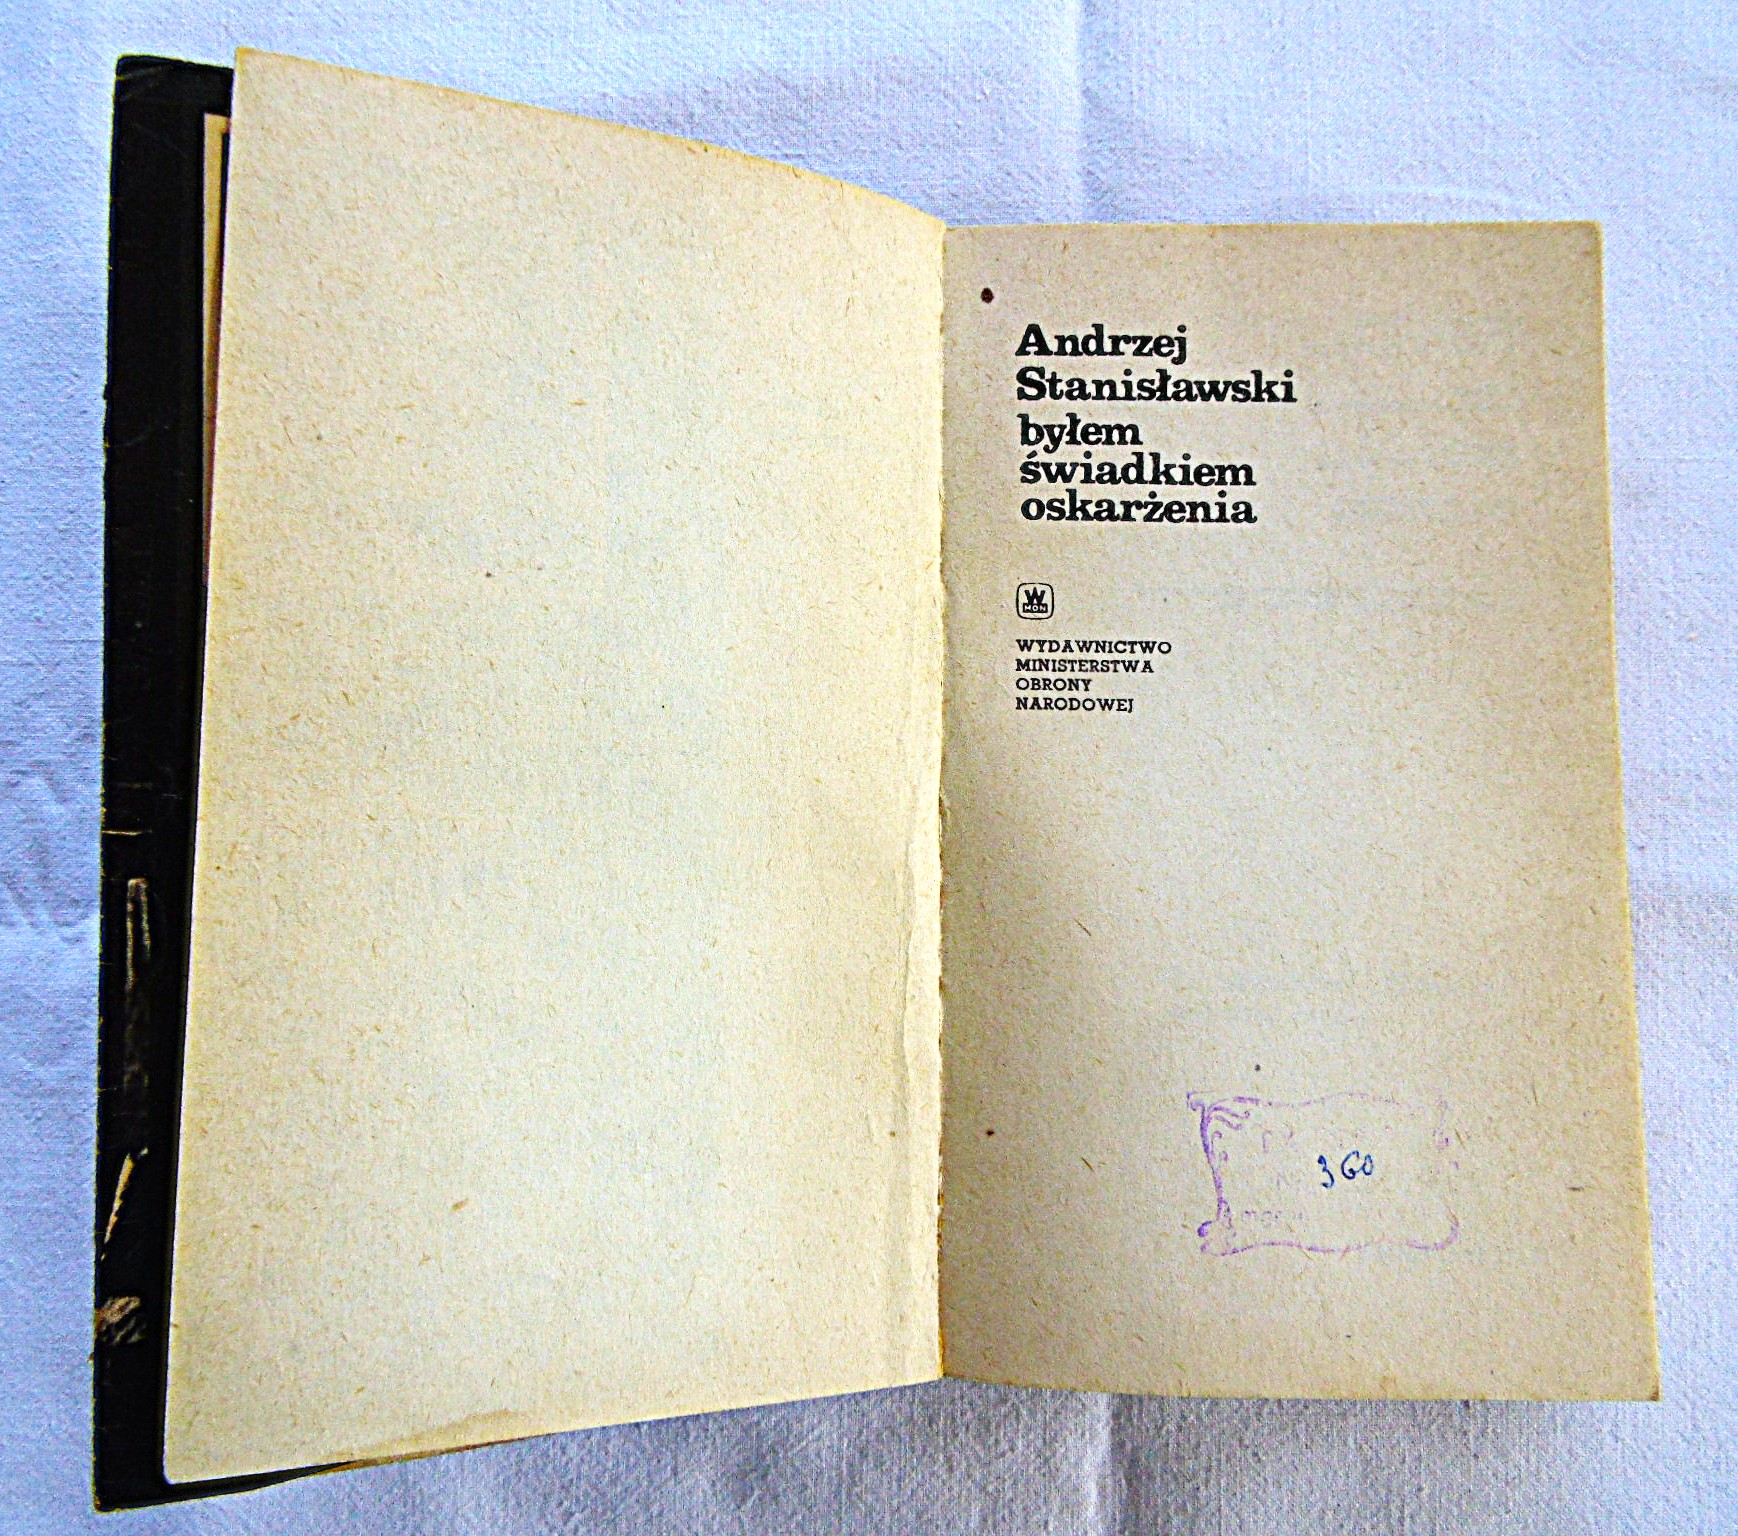 Andrzej
Stanisławski
byłem
świadkiem
oskarżenia
W
MON
WYDAWNICTWO
MINISTERSTWA
OBRONY
NARODOWEJ
360